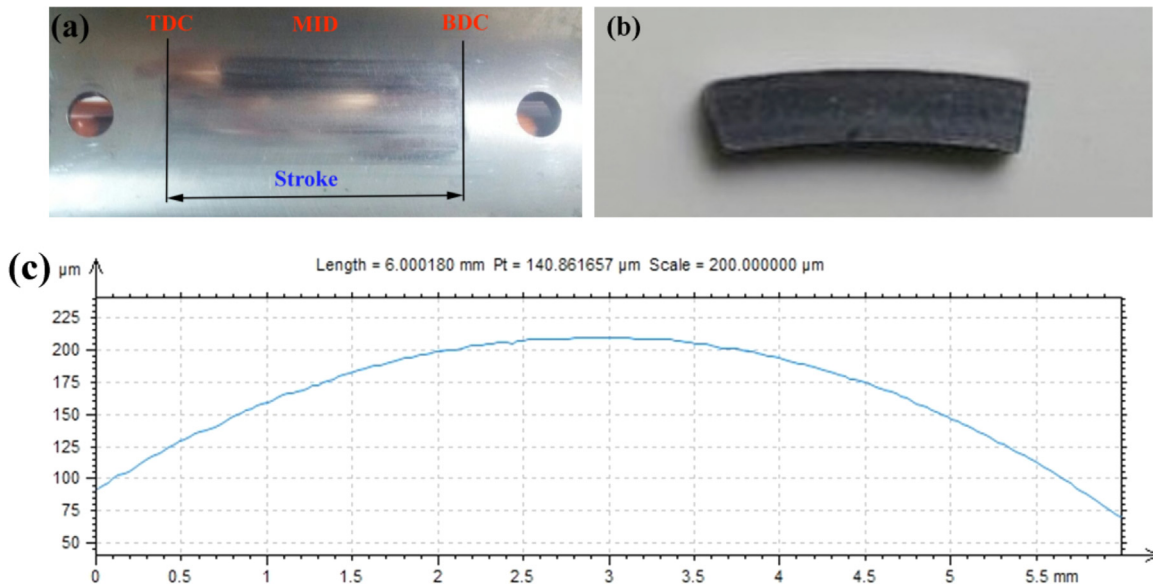 (a) TDC MID BDC
Stroke
(b)
(c)
µm
Length = 6.000180 mm Pt = 140.861657 µm Scale = 200.000000 µm
225
200
175
150
125
100
75
50
0 0.5 1 1.5 2 2.5 3 3.5 4 4.5 5 5.5 mm